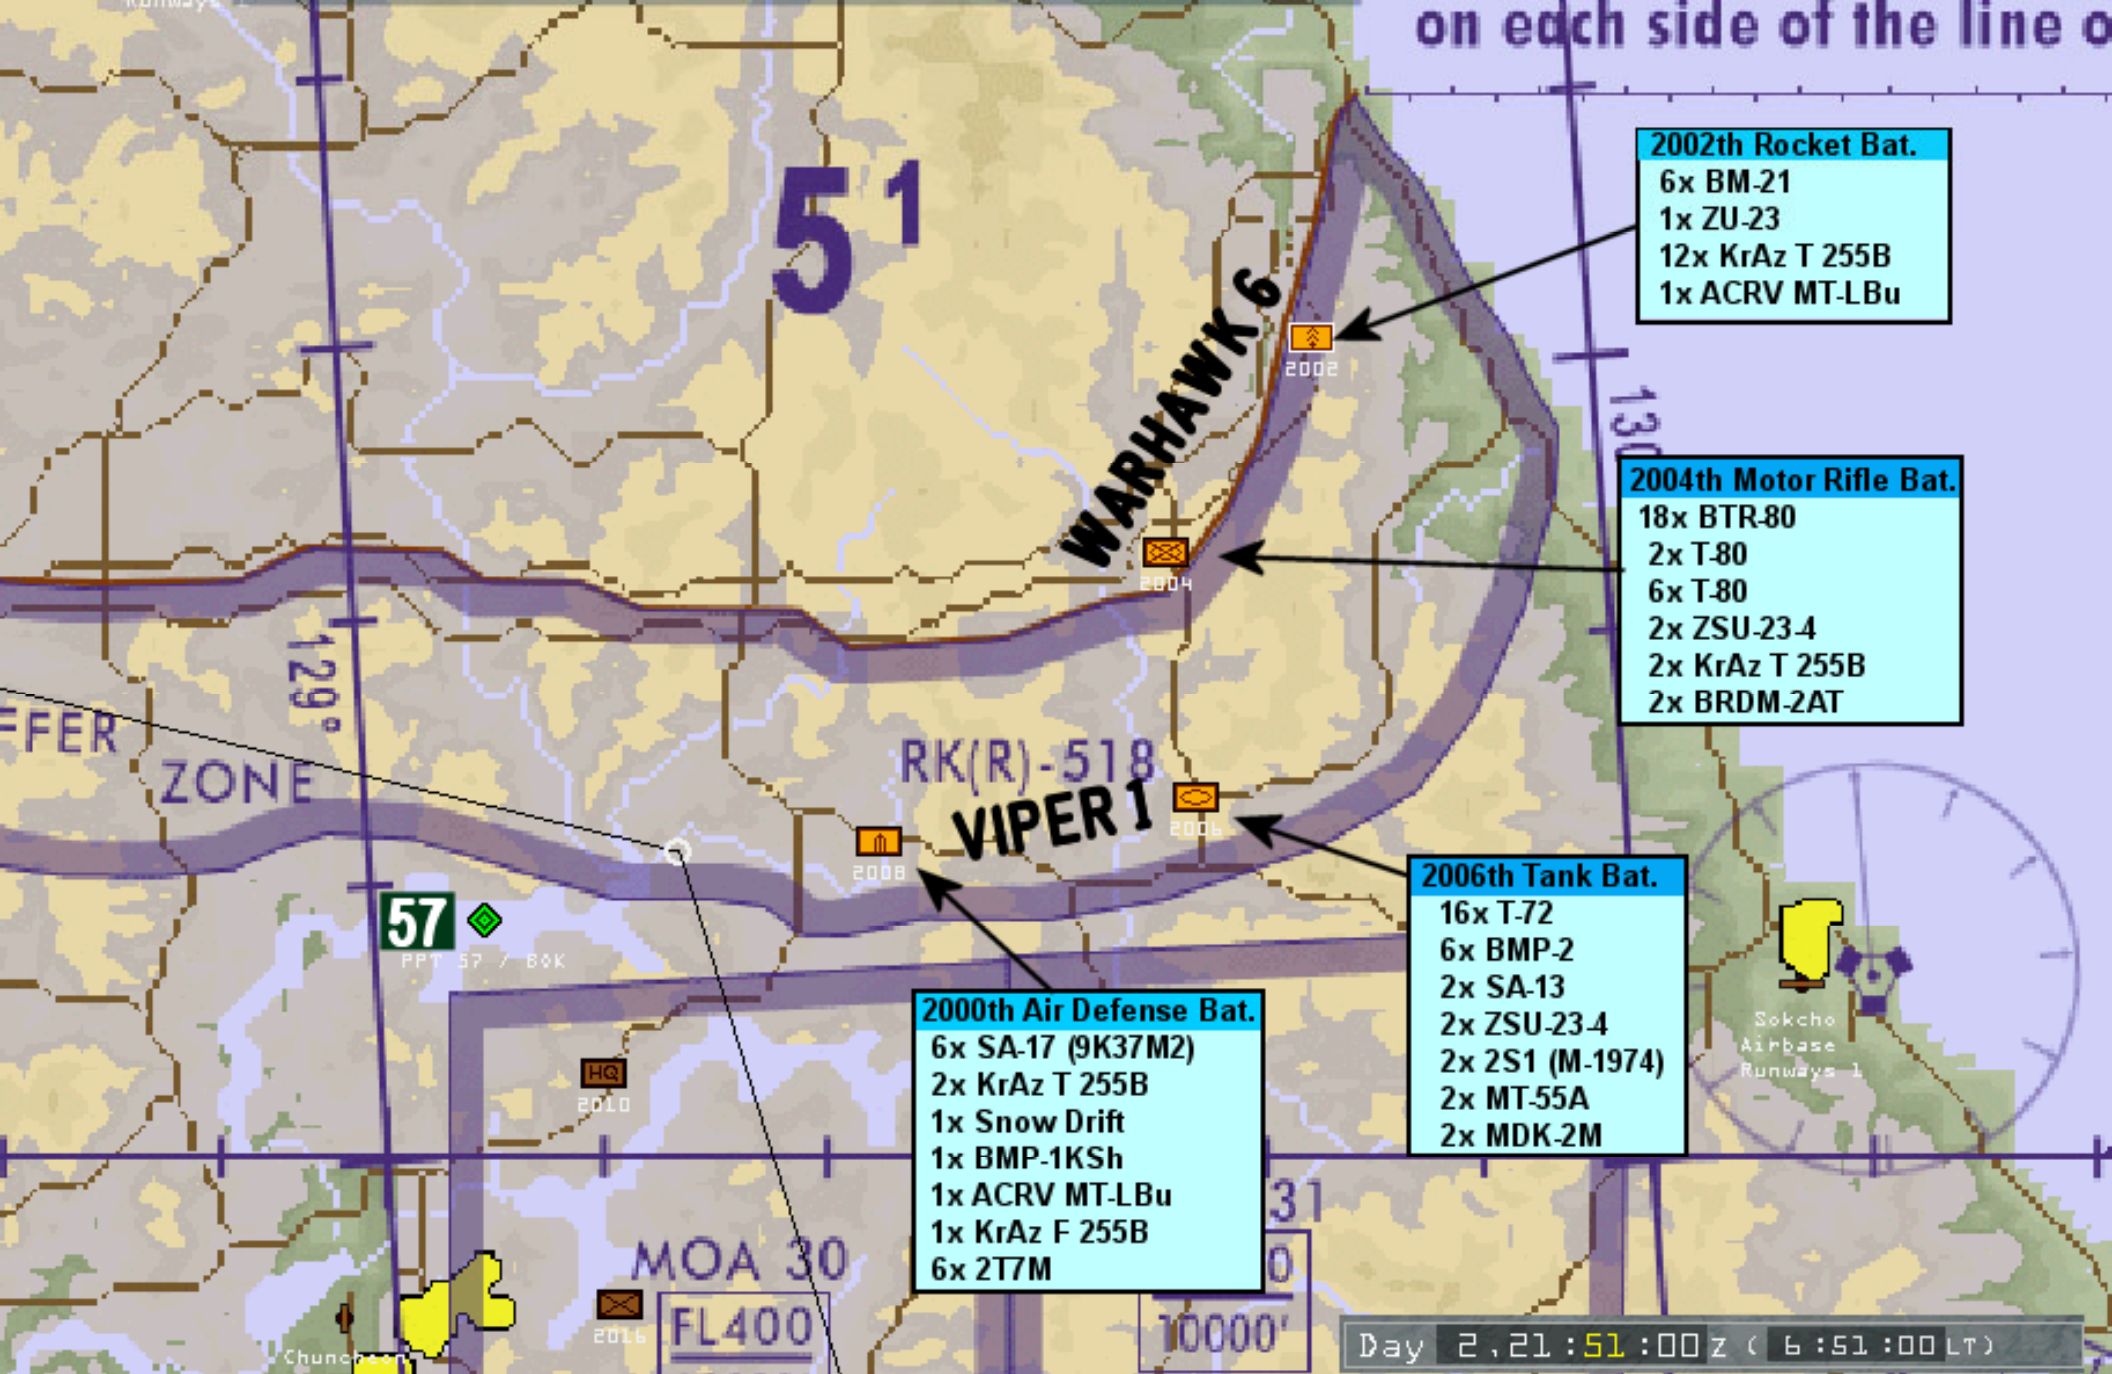 Runways 1
on each side of the line o
2002th Rocket Bat.
6x BM-21
1x ZU-23
12x KrAz T 255B
1x ACRV MT-LBu
5¹
WARHAWK 6
2002
130
2004th Motor Rifle Bat.
18x BTR-80
2x T-80
6x T-80
2x ZSU-23-4
2x KrAz T 255B
2x BRDM-2AT
2004
129°
FFER
ZONE
RK(R)-518
VIPER 1
2006
2008
2006th Tank Bat.
16x T-72
6x BMP-2
2x SA-13
2x ZSU-23-4
2x 2S1 (M-1974)
2x MT-55A
2x MDK-2M
57
PPT 57 / BOK
2000th Air Defense Bat.
6x SA-17 (9K37M2)
2x KrAz T 255B
1x Snow Drift
1x BMP-1KSh
1x ACRV MT-LBu
1x KrAz F 255B
6x 2T7M
Sokcho
Airbase
Runways 1
HQ
2010
31
0
10000'
MOA 30
FL400
2016
Chuncheon
Day 2,21:51:00Z ( 6:51:00LT)